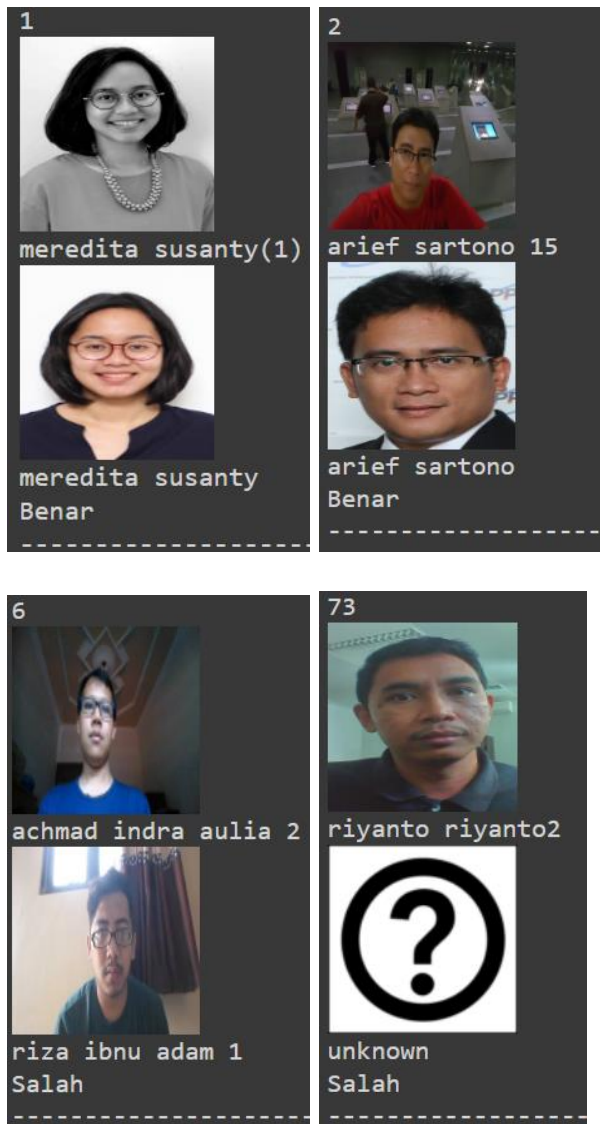 1
meredita susanty(1)
meredita susanty
Benar
--------------------
2
arief sartono 15
arief sartono
Benar
-------------------
6
achmad indra aulia 2
riza ibnu adam 1
Salah
--------------------
73
riyanto riyanto2
?
unknown
Salah
------------------